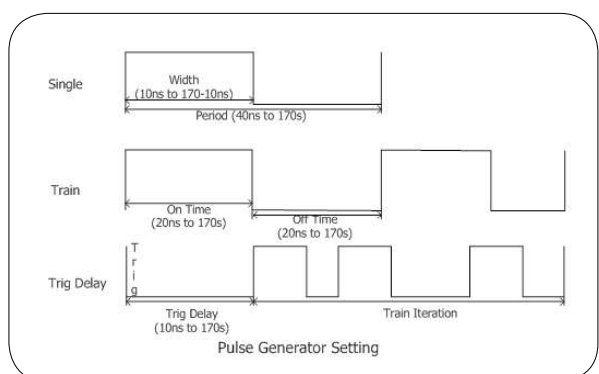 Single
Width
(10ns to 170-10ns)
Period (40ns to 170s)
Train
On Time
(20ns to 170s)
Off Time
(20ns to 170s)
Trig
Trig Delay
Trig Delay
(10ns to 170s)
Train Iteration
Pulse Generator Setting